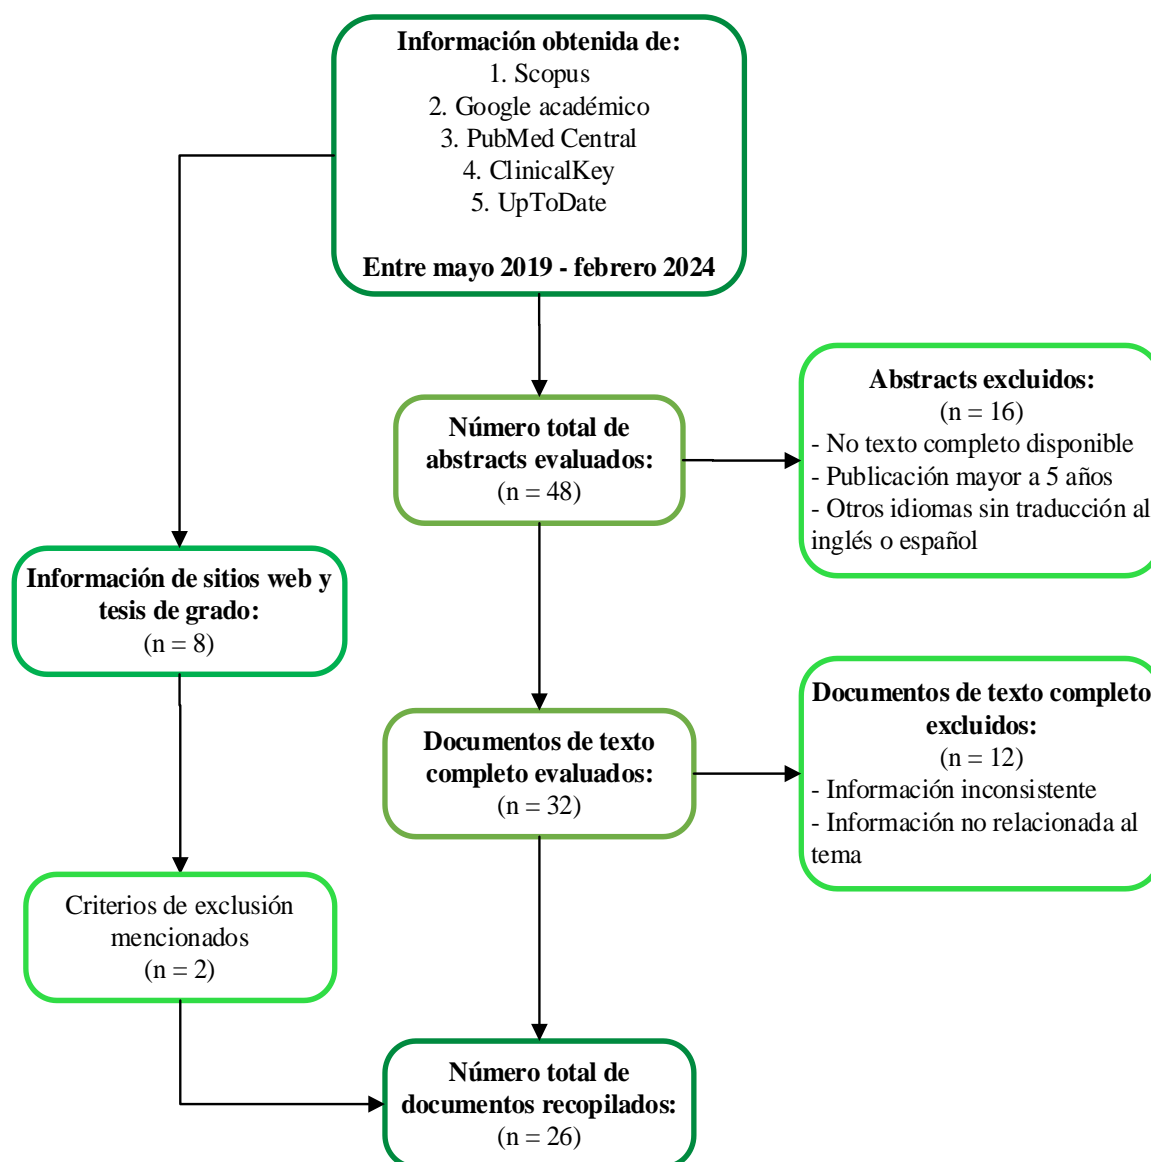 Información obtenida de:
1. Scopus
2. Google académico
3. PubMed Central
4. ClinicalKey
5. UpToDate
Entre mayo 2019 - febrero 2024
Número total de
abstracts evaluados:
(n = 48)
Abstracts excluidos:
(n = 16)
- No texto completo disponible
- Publicación mayor a 5 años
- Otros idiomas sin traducción al
inglés o español
Información de sitios web y
tesis de grado:
(n = 8)
Documentos de texto
completo evaluados:
(n = 32)
Documentos de texto completo
excluidos:
(n = 12)
- Información inconsistente
- Información no relacionada al
tema
Criterios de exclusión
mencionados
(n = 2)
Número total de
documentos recopilados:
(n = 26)